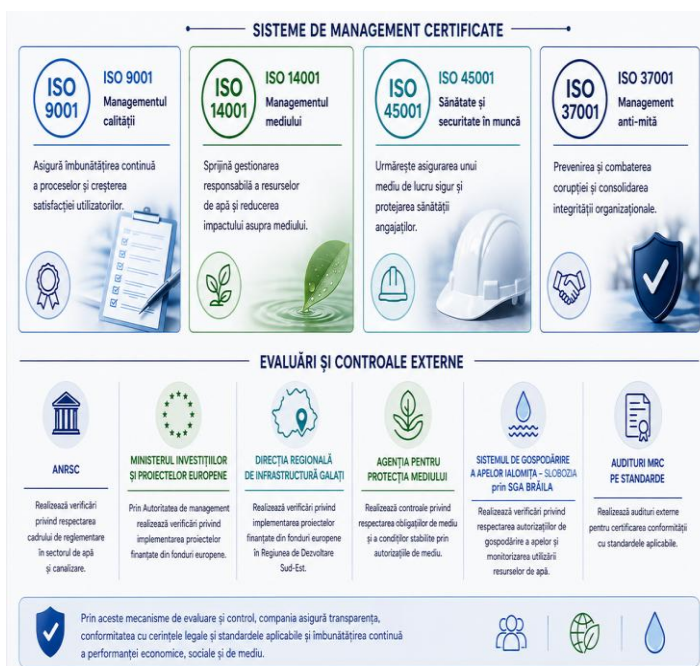 SISTEME DE MANAGEMENT CERTIFICATE
ISO
9001
ISO 9001
Managementul
calității
Asigură îmbunătățirea continuă
a proceselor și creșterea
satisfacției utilizatorilor.
ISO
14001
ISO 14001
Managementul
mediului
Sprijină gestionarea
responsabilă a resurselor
de apă și reducerea
impactului asupra mediului.
ISO
45001
ISO 45001
Sănătate și
securitate în muncă
Urmărește asigurarea unui
mediu de lucru sigur și
protejarea sănătății
angajaților.
ISO
37001
ISO 37001
Management
anti-mită
Prevenirea și combaterea
corupției și consolidarea
integrității organizaționale.
EVALUĂRI ȘI CONTROALE EXTERNE
ANRSC
Realizează verificări
privind respectarea
cadrului de reglementare
în sectorul de apă
și canalizare.
MINISTERUL INVESTIȚIILOR
ȘI PROIECTELOR EUROPENE
Prin Autoritatea de management
realizează verificări privind
implementarea proiectelor
finanțate din fonduri europene.
DIRECȚIA REGIONALĂ
DE INFRASTRUCTURĂ GALAȚI
Realizează verificări privind
implementarea proiectelor
finanțate din fonduri europene
în Regiunea de Dezvoltare
Sud-Est.
AGENȚIA PENTRU
PROTECȚIA MEDIULUI
Realizează controale privind
respectarea obligațiilor de mediu
și a condițiilor stabilite prin
autorizațiile de mediu.
SISTEMUL DE GOSPODĂRIRE
A APELOR IALOMIȚA – SLOBOZIA
prin SGA BRĂILA
Realizează verificări privind
respectarea autorizațiilor de
gospodărire a apelor și
monitorizarea utilizării
resurselor de apă.
AUDITURI MRC
PE STANDARDE
Realizează audituri externe
pentru certificarea conformității
cu standardele aplicabile.
Prin aceste mecanisme de evaluare și control, compania asigură transparența,
conformitatea cu cerințele legale și standardele aplicabile și îmbunătățirea continuă
a performanței economice, sociale și de mediu.